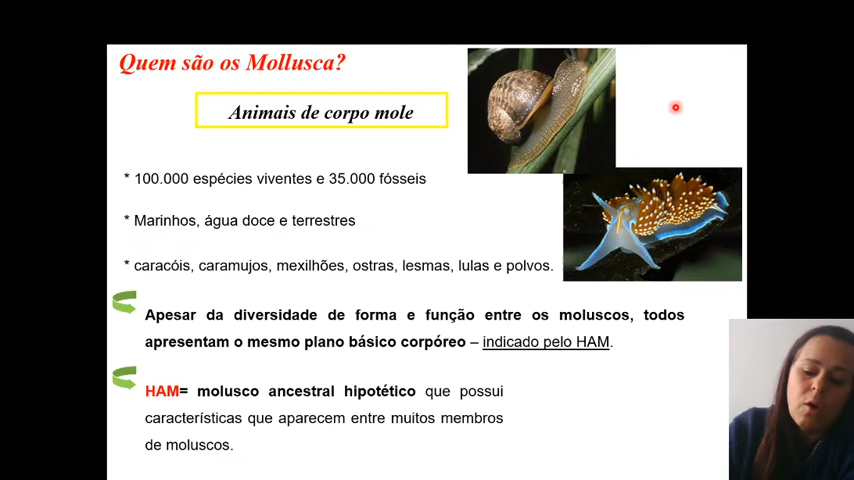 Quem são os Mollusca?
Animais de corpo mole
* 100.000 espécies viventes e 35.000 fósseis
* Marinhos, água doce e terrestres
* caracóis, caramujos, mexilhões, ostras, lesmas, lulas e polvos.
Apesar da diversidade de forma e função entre os moluscos, todos
apresentam o mesmo plano básico corpóreo – indicado pelo HAM.
HAM= molusco ancestral hipotético que possui
características que aparecem entre muitos membros
de moluscos.